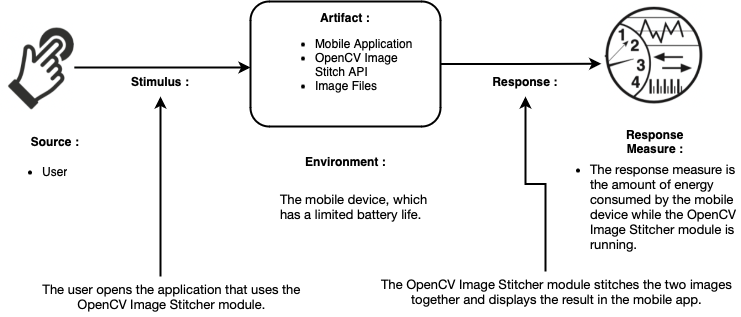 Artifact :
• Mobile Application
• OpenCV Image
Stitch API
• Image Files
Stimulus :
Response :
1
2
3
4
Source :
• User
Environment :
The mobile device, which
has a limited battery life.
Response
Measure :
• The response measure is
the amount of energy
consumed by the mobile
device while the OpenCV
Image Stitcher module is
running.
The user opens the application that uses the
OpenCV Image Stitcher module.
The OpenCV Image Stitcher module stitches the two images
together and displays the result in the mobile app.